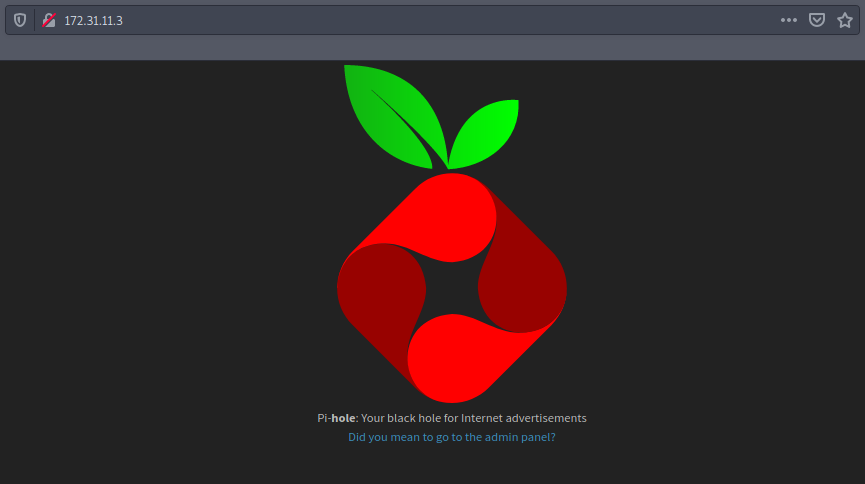 172.31.11.3
Pi-hole: Your black hole for Internet advertisements
Did you mean to go to the admin panel?